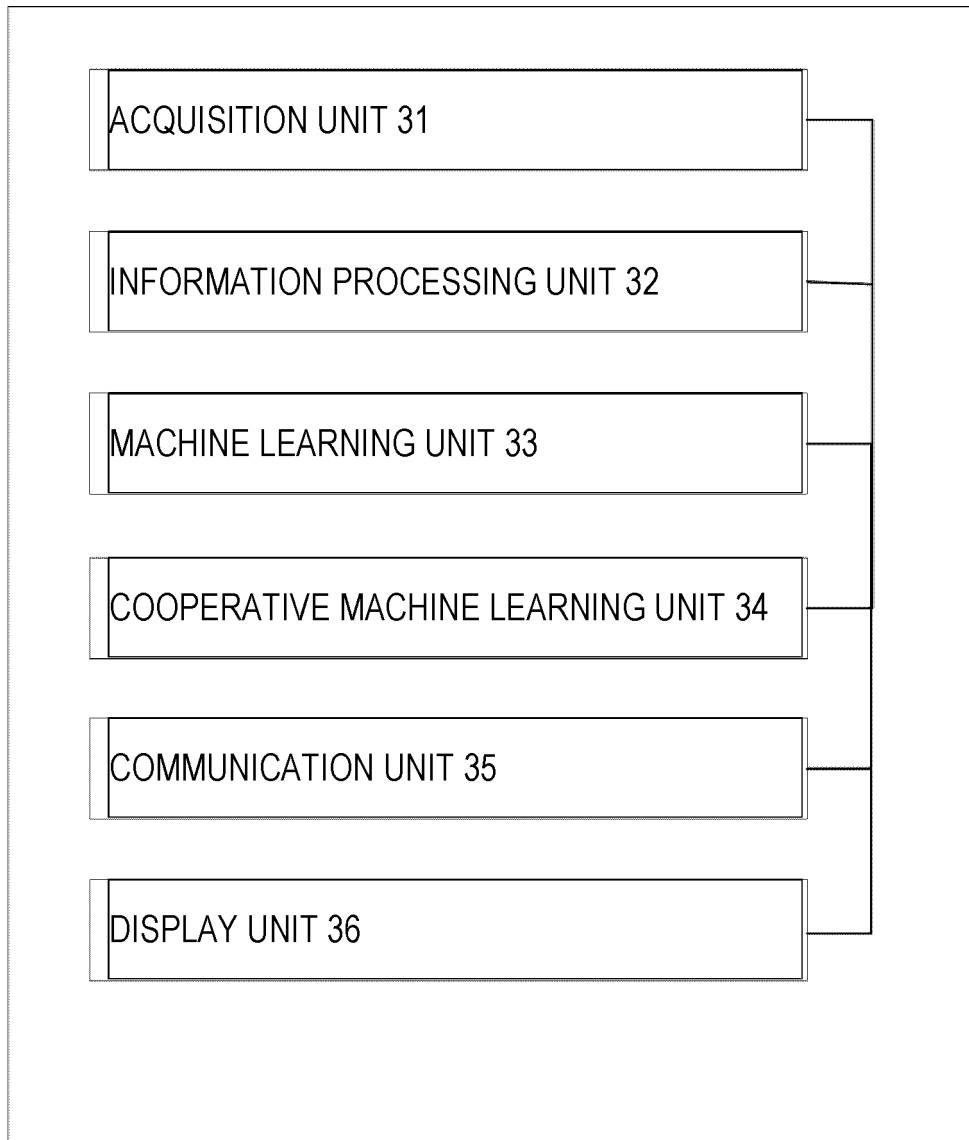 ACQUISITION UNIT 31
INFORMATION PROCESSING UNIT 32
MACHINE LEARNING UNIT 33
COOPERATIVE MACHINE LEARNING UNIT 34
COMMUNICATION UNIT 35
DISPLAY UNIT 36